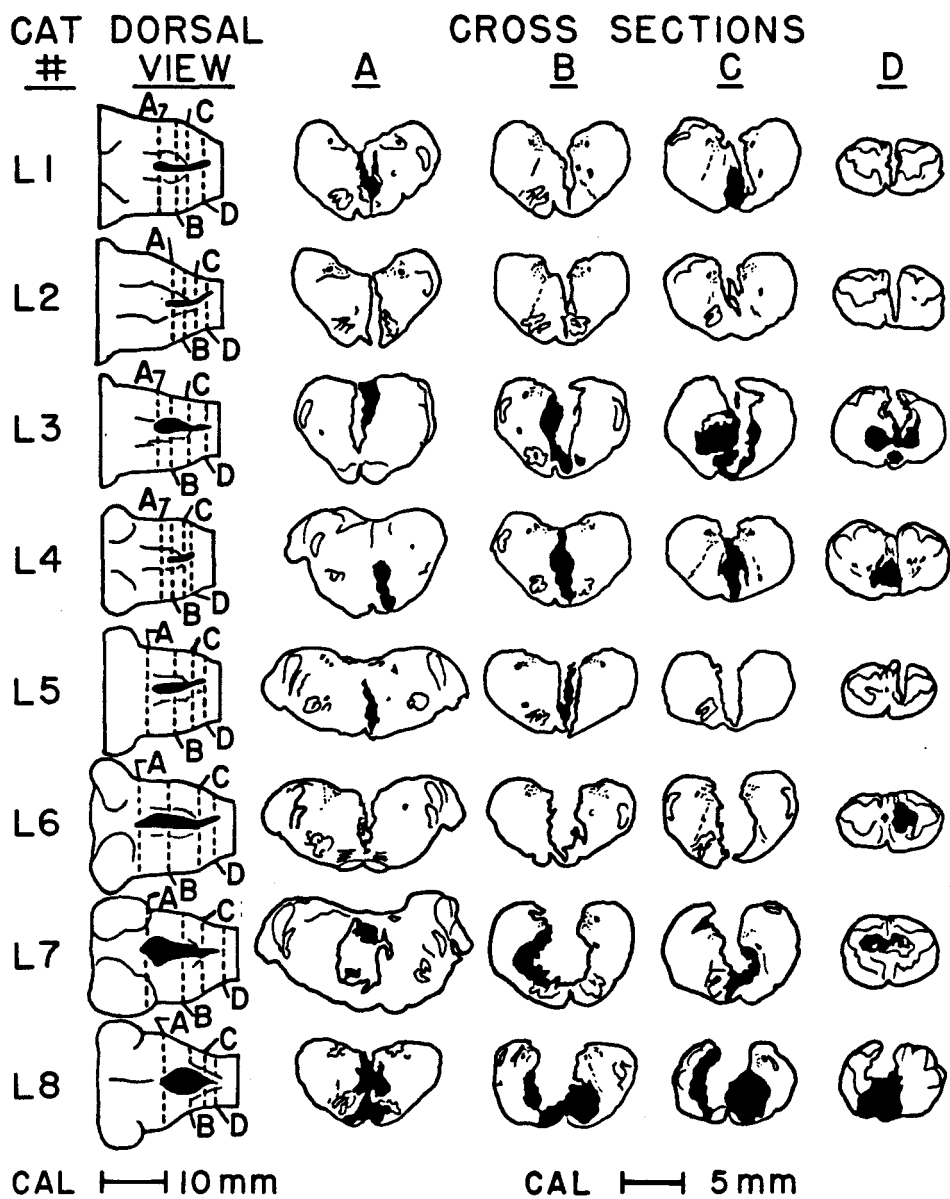 CAT DORSAL CROSS SECTIONS
# VIEW A B C D
A C
L1
B D
A C
L2
B D
A C
L3
B D
A C
L4
B D
A C
L5
B D
A C
L6
B D
A C
L7
B D
A C
L8
B D
CAL 10 mm CAL 5 mm